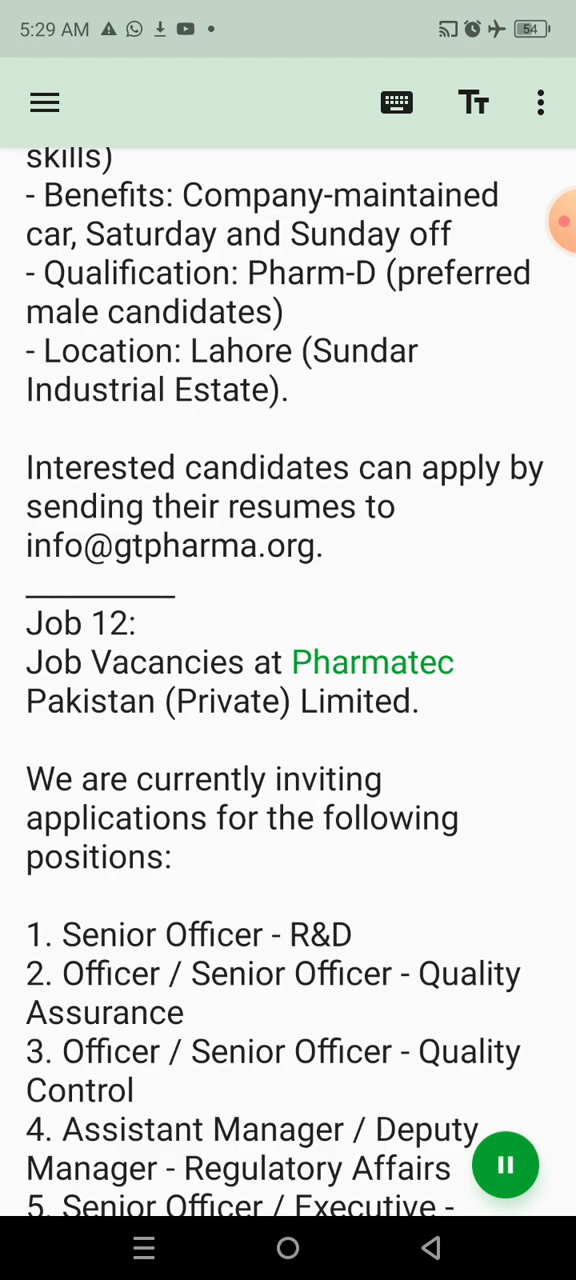 5:29 AM
54
skills)
- Benefits: Company-maintained
car, Saturday and Sunday off
- Qualification: Pharm-D (preferred
male candidates)
- Location: Lahore (Sundar
Industrial Estate).
Interested candidates can apply by
sending their resumes to
info@gtpharma.org.
___________
Job 12:
Job Vacancies at Pharmatec
Pakistan (Private) Limited.
We are currently inviting
applications for the following
positions:
1. Senior Officer - R&D
2. Officer / Senior Officer - Quality
Assurance
3. Officer / Senior Officer - Quality
Control
4. Assistant Manager / Deputy
Manager - Regulatory Affairs
5. Senior Officer / Executive -